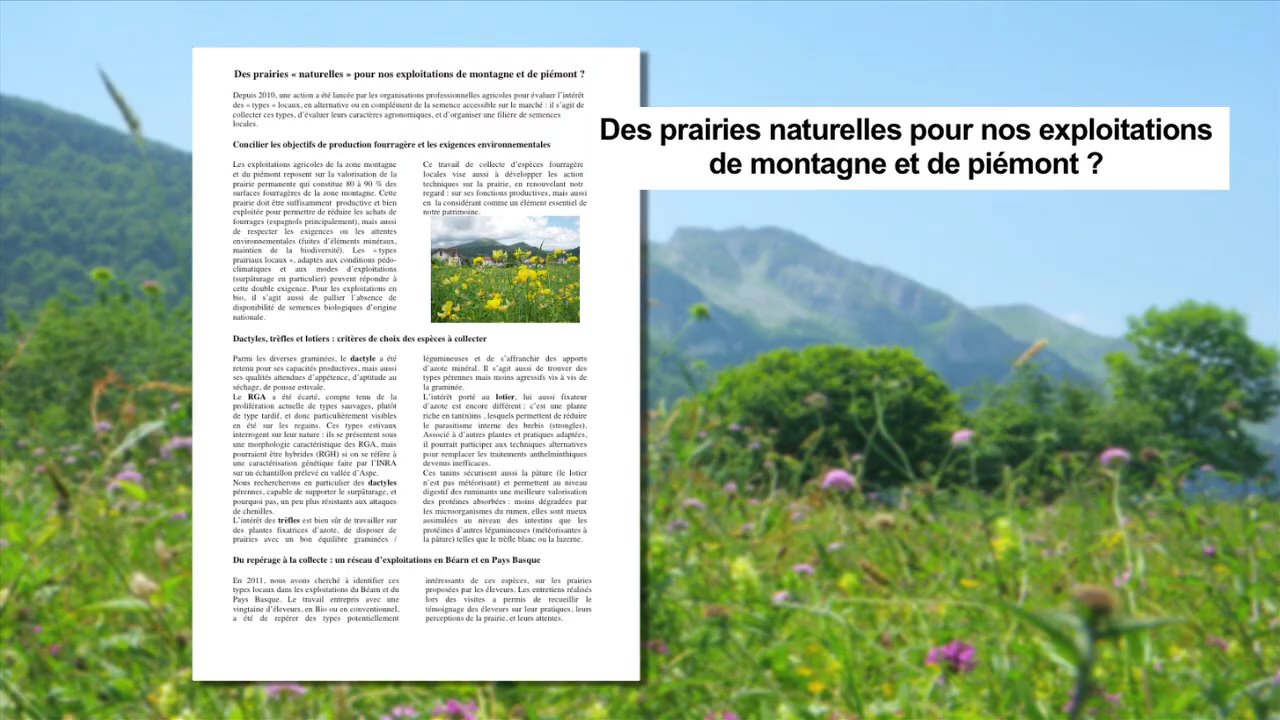 Des prairies « naturelles » pour nos exploitations de montagne et de piémont ?
Depuis 2010, une action a été lancée par les organisations professionnelles agricoles pour évaluer l'intérêt
des « types » locaux, en alternative ou en complément de la semence accessible sur le marché : il s'agit de
collecter ces types, d'évaluer leurs caractères agronomiques, et d'organiser une filière de semences
locales.
Concilier les objectifs de production fourragère et les exigences environnementales
Les exploitations agricoles de la zone montagne
et du piémont reposent sur la valorisation de la
prairie permanente qui constitue 80 à 90 % des
surfaces fourragères de la zone montagne. Cette
prairie doit être suffisamment productive et bien
exploitée pour permettre de réduire les achats de
fourrages (espagnols principalement), mais aussi
de respecter les exigences ou les attentes
environnementales (fuites d'éléments minéraux,
maintien de la biodiversité). Les « types
prairiaux locaux », adaptés aux conditions pédo-
climatiques et aux modes d'exploitations
(surpâturage en particulier) peuvent répondre à
cette double exigence. Pour les exploitations en
bio, il s'agit aussi de pallier l'absence de
disponibilité de semences biologiques d'origine
nationale.
Ce travail de collecte d'espèces fourragère
locales vise aussi à développer les action
techniques sur la prairie, en renouvelant notr
regard : sur ses fonctions productives, mais aussi
en la considérant comme un élément essentiel de
notre patrimoine.
Dactyles, trèfles et lotiers : critères de choix des espèces à collecter
Parmi les diverses graminées, le dactyle a été
retenu pour ses capacités productives, mais aussi
ses qualités attendues d'appétence, d'aptitude au
séchage, de pousse estivale.
Le RGA a été écarté, compte tenu de la
prolifération actuelle de types sauvages, plutôt
de type tardif, et donc particulièrement visibles
en été sur les regains. Ces types estivaux
interrogent sur leur nature : ils se présentent sous
une morphologie caractéristique des RGA, mais
pourraient être hybrides (RGH) si on se réfère à
une caractérisation génétique faite par l'INRA
sur un échantillon prélevé en vallée d'Aspe.
Nous rechercherons en particulier des dactyles
pérennes, capable de supporter le surpâturage, et
pourquoi pas, un peu plus résistants aux attaques
de chenilles.
L'intérêt des trèfles est bien sûr de travailler sur
des plantes fixatrices d'azote, de disposer de
prairies avec un bon équilibre graminées /
légumineuses et de s'affranchir des apports
d'azote minéral. Il s'agit aussi de trouver des
types pérennes mais moins agressifs vis à vis de
la graminée.
L'intérêt porté au lotier, lui aussi fixateur
d'azote est encore différent : c'est une plante
riche en tan(n)ins , lesquels permettent de réduire
le parasitisme interne des brebis (strongles).
Associé à d'autres plantes et pratiques adaptées,
il pourrait participer aux techniques alternatives
pour remplacer les traitements anthelminthiques
devenus inefficaces.
Ces tanins sécurisent aussi la pâture (le lotier
n'est pas météorisant) et permettent au niveau
digestif des ruminants une meilleure valorisation
des protéines absorbées : moins dégradées par
les microorganismes du rumen, elles sont mieux
assimilées au niveau des intestins que les
protéines d'autres légumineuses (météorisantes à
la pâture) telles que le trèfle blanc ou la luzerne.
Du repérage à la collecte : un réseau d'exploitations en Béarn et en Pays Basque
En 2011, nous avons cherché à identifier ces
types locaux dans les exploitations du Béarn et du
Pays Basque. Le travail entrepris avec une
vingtaine d'éleveurs, en Bio ou en conventionnel,
a été de repérer des types potentiellement
intéressants de ces espèces, sur les prairies
proposées par les éleveurs. Les entretiens réalisés
lors des visites a permis de recueillir le
témoignage des éleveurs sur leur pratiques, leurs
perceptions de la prairie, et leurs attentes.
Des prairies naturelles pour nos exploitations
de montagne et de piémont ?